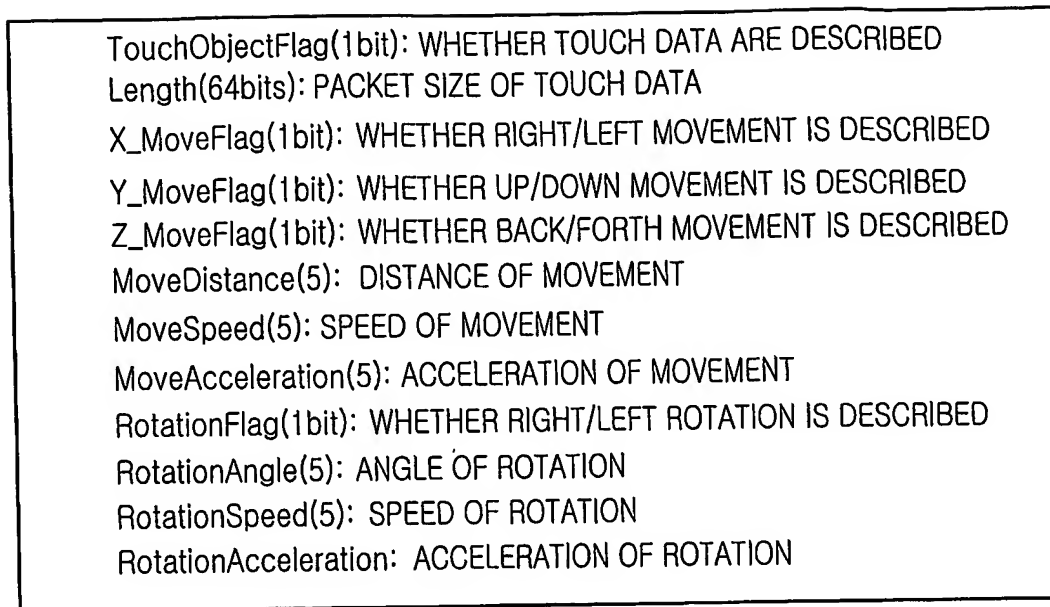 TouchObjectFlag(1bit): WHETHER TOUCH DATA ARE DESCRIBED
Length(64bits): PACKET SIZE OF TOUCH DATA
X_MoveFlag(1bit): WHETHER RIGHT/LEFT MOVEMENT IS DESCRIBED
Y_MoveFlag(1bit): WHETHER UP/DOWN MOVEMENT IS DESCRIBED
Z_MoveFlag(1bit): WHETHER BACK/FORTH MOVEMENT IS DESCRIBED
MoveDistance(5): DISTANCE OF MOVEMENT
MoveSpeed(5): SPEED OF MOVEMENT
MoveAcceleration(5): ACCELERATION OF MOVEMENT
RotationFlag(1bit): WHETHER RIGHT/LEFT ROTATION IS DESCRIBED
RotationAngle(5): ANGLE OF ROTATION
RotationSpeed(5): SPEED OF ROTATION
RotationAcceleration: ACCELERATION OF ROTATION